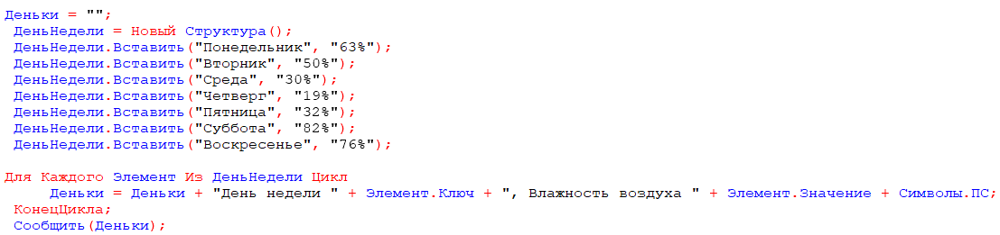 Деньки = "";
ДеньНедели = Новый Структура();
ДеньНедели.Вставить("Понедельник", "63%");
ДеньНедели.Вставить("Вторник", "50%");
ДеньНедели.Вставить("Среда", "30%");
ДеньНедели.Вставить("Четверг", "19%");
ДеньНедели.Вставить("Пятница", "32%");
ДеньНедели.Вставить("Суббота", "82%");
ДеньНедели.Вставить("Воскресенье", "76%");
Для Каждого Элемент Из ДеньНедели Цикл
Деньки = Деньки + "День недели " + Элемент.Ключ + ", Влажность воздуха " + Элемент.Значение + Символы.ПС;
КонецЦикла;
Сообщить(Деньки);